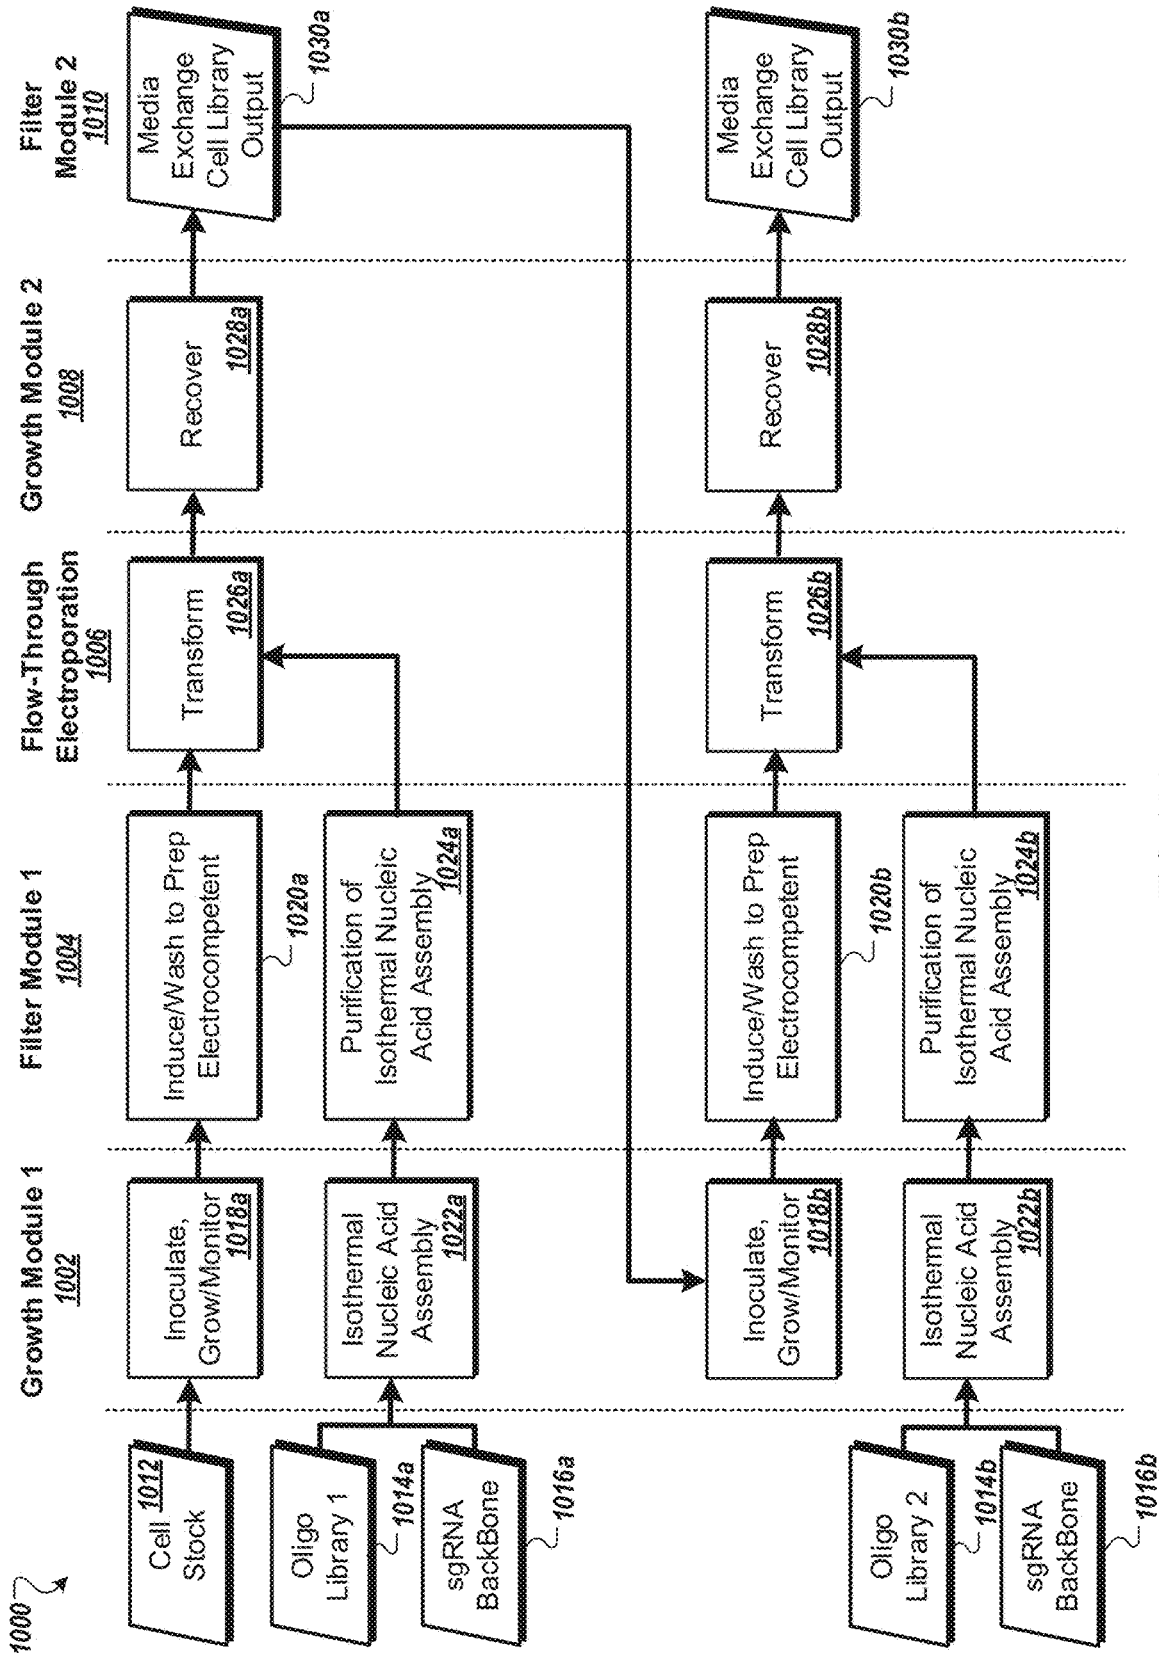 1000
Growth Module 1
1002
Filter Module 1
1004
Flow-Through
Electroporation
1006
Growth Module 2
1008
Filter
Module 2
1010
Cell 1012
Stock
Inoculate,
Grow/Monitor
1018a
Induce/Wash to Prep
Electrocompetent
1020a
Transform
1026a
Recover
1028a
Media
Exchange
Cell Library
Output
1030a
Oligo
Library 1
1014a
sgRNA
BackBone
1016a
Isothermal
Nucleic Acid
Assembly
1022a
Purification of
Isothermal Nucleic
Acid Assembly
1024a
Inoculate,
Grow/Monitor
1018b
Induce/Wash to Prep
Electrocompetent
1020b
Transform
1026b
Recover
1028b
Media
Exchange
Cell Library
Output
1030b
Oligo
Library 2
1014b
sgRNA
BackBone
1016b
Isothermal
Nucleic Acid
Assembly
1022b
Purification of
Isothermal Nucleic
Acid Assembly
1024b